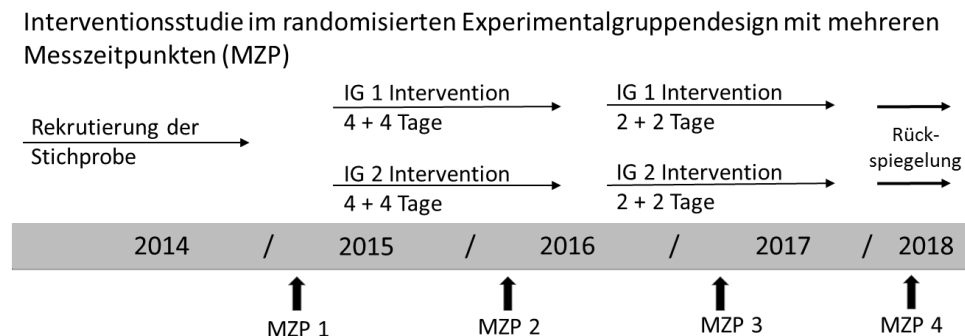 Interventionsstudie im randomisierten Experimentalgruppendesign mit mehreren
Messzeitpunkten (MZP)
Rekrutierung der
Stichprobe
IG 1 Intervention
4 + 4 Tage
IG 1 Intervention
2 + 2 Tage
IG 2 Intervention
4 + 4 Tage
IG 2 Intervention
2 + 2 Tage
Rück-
spiegelung
2014 / 2015 / 2016 / 2017 / 2018
MZP 1 MZP 2 MZP 3 MZP 4